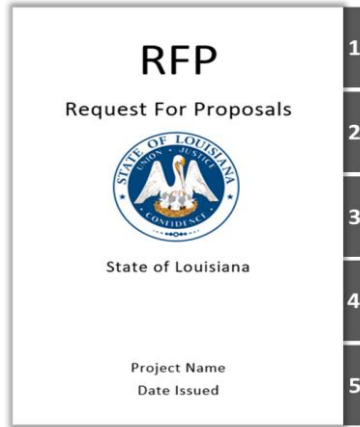 RFP
Request For Proposals
STATE OF LOUISIANA
UNION · JUSTICE
CONFIDENCE
State of Louisiana
Project Name
Date Issued
1
2
3
4
5